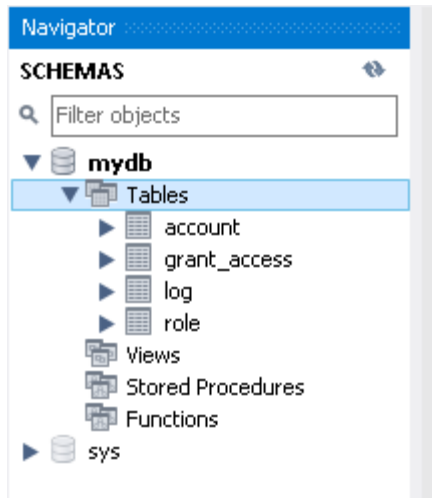 Navigator
SCHEMAS
Filter objects
mydb
Tables
account
grant_access
log
role
Views
Stored Procedures
Functions
sys